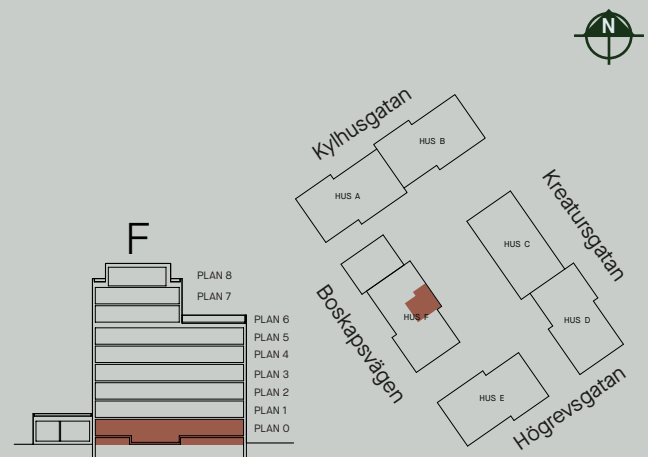 N
Kylhusgatan
HUS B
HUS A
Kreatursgatan
HUS C
F
PLAN 8
PLAN 7
PLAN 6
PLAN 5
PLAN 4
PLAN 3
PLAN 2
PLAN 1
PLAN 0
Boskapsvägen
HUS F
HUS D
HUS E
Högrevsgatan